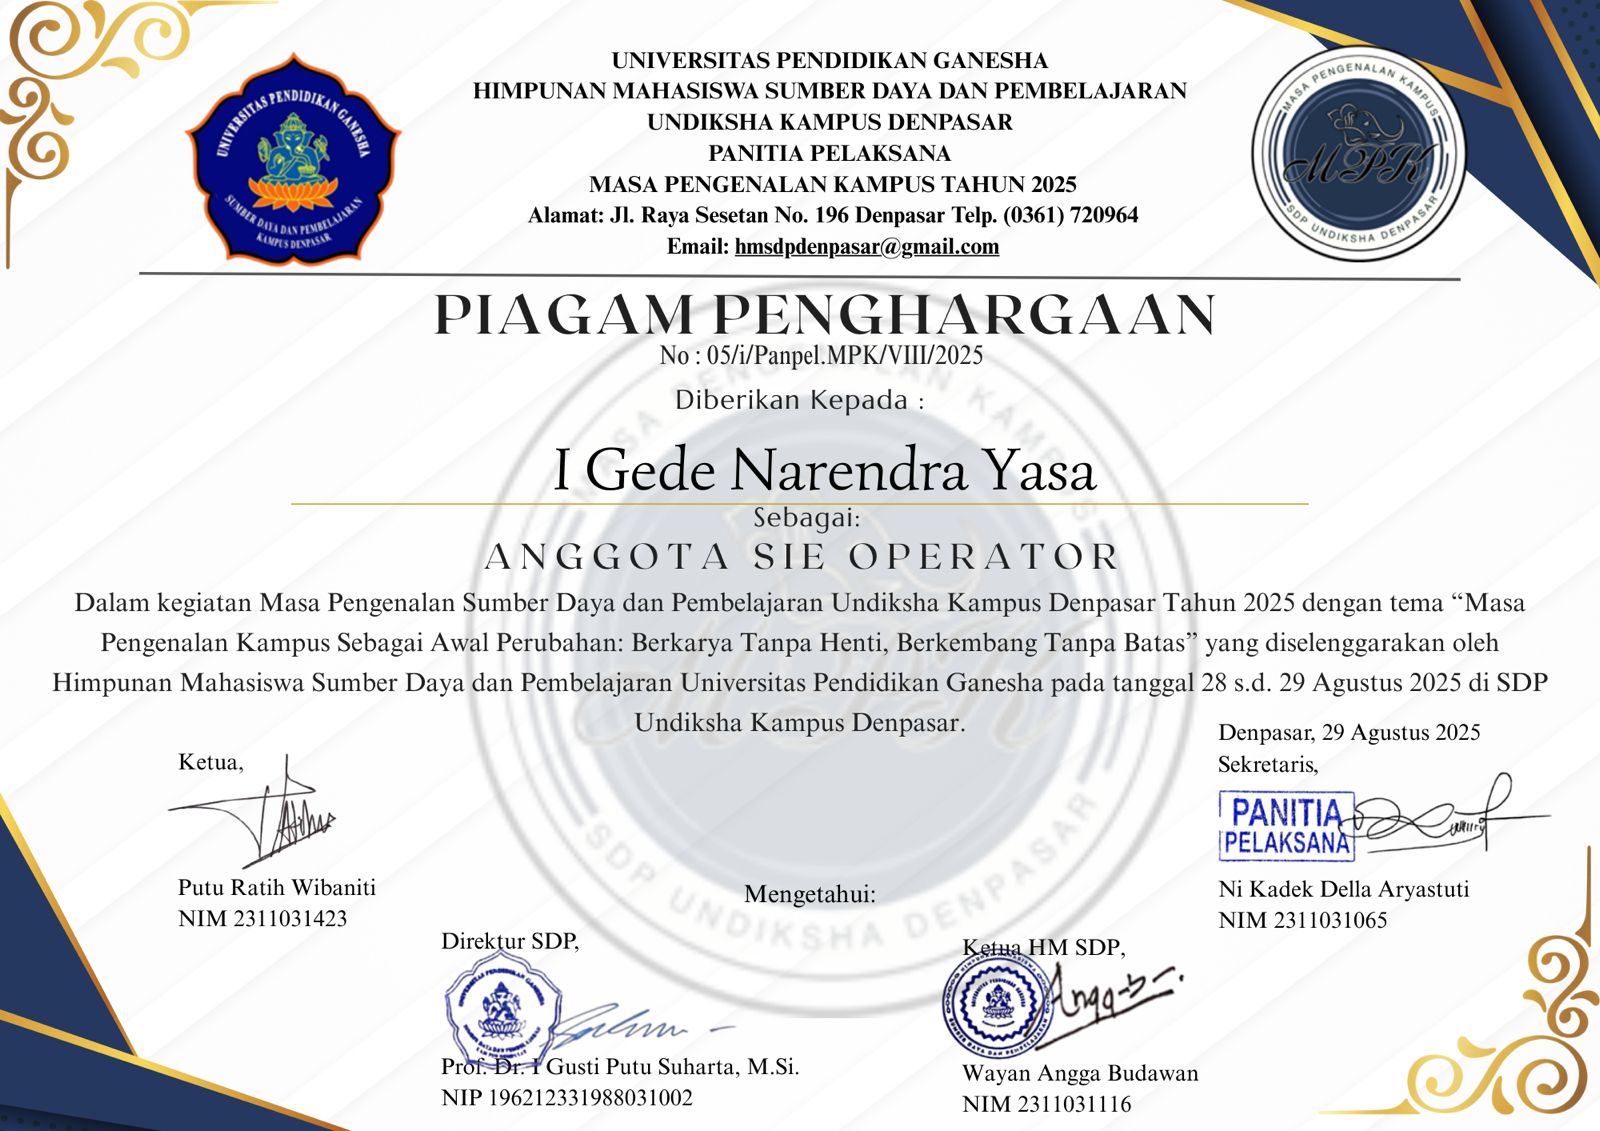 UNIVERSITAS PENDIDIKAN GANESHA
SUMBER DAYA DAN PEMBELAJARAN
KAMPUS DENPASAR
UNIVERSITAS PENDIDIKAN GANESHA
HIMPUNAN MAHASISWA SUMBER DAYA DAN PEMBELAJARAN
UNDIKSHA KAMPUS DENPASAR
PANITIA PELAKSANA
MASA PENGENALAN KAMPUS TAHUN 2025
Alamat: Jl. Raya Sesetan No. 196 Denpasar Telp. (0361) 720964
Email: hmsdpdenpasar@gmail.com
MASA PENGENALAN KAMPUS
MPK
SDP UNDIKSHA DENPASAR
PIAGAM PENGHARGAAN
No : 05/i/Panpel.MPK/VIII/2025
Diberikan Kepada :
I Gede Narendra Yasa
Sebagai:
ANGGOTA SIE OPERATOR
Dalam kegiatan Masa Pengenalan Sumber Daya dan Pembelajaran Undiksha Kampus Denpasar Tahun 2025 dengan tema “Masa
Pengenalan Kampus Sebagai Awal Perubahan: Berkarya Tanpa Henti, Berkembang Tanpa Batas” yang diselenggarakan oleh
Himpunan Mahasiswa Sumber Daya dan Pembelajaran Universitas Pendidikan Ganesha pada tanggal 28 s.d. 29 Agustus 2025 di SDP
Undiksha Kampus Denpasar.
MASA PENGENALAN KAMPUS
MPK
SDP UNDIKSHA DENPASAR
Denpasar, 29 Agustus 2025
Ketua,
Sekretaris,
PANITIA
PELAKSANA
Putu Ratih Wibaniti
NIM 2311031423
Ni Kadek Della Aryastuti
NIM 2311031065
Mengetahui:
Direktur SDP,
Ketua HM SDP,
Prof. Dr. I Gusti Putu Suharta, M.Si.
NIP 196212331988031002
Wayan Angga Budawan
NIM 2311031116